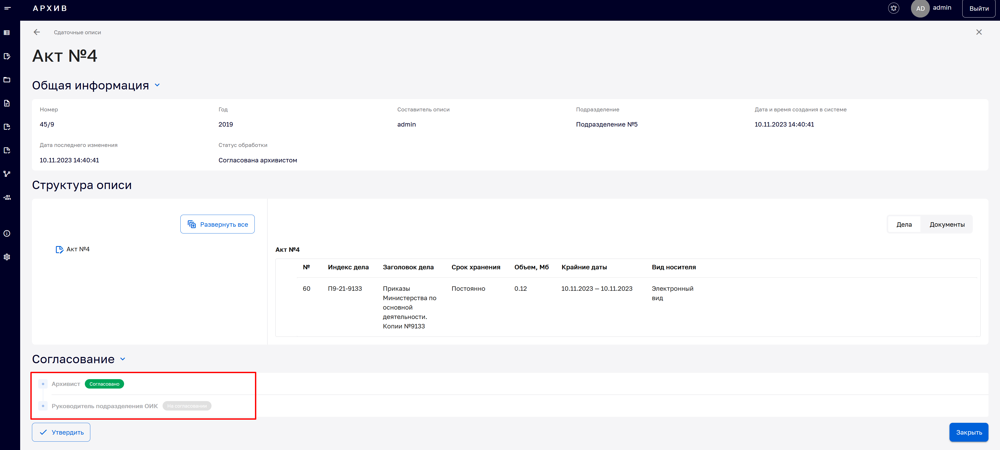 АРХИВ
AD admin Выйти
Сдаточные описи
Акт №4
Общая информация
Номер Год Составитель описи Подразделение Дата и время создания в системе
45/9 2019 admin Подразделение №5 10.11.2023 14:40:41
Дата последнего изменения Статус обработки
10.11.2023 14:40:41 Согласована архивистом
Структура описи
Развернуть все
Акт №4
Дела Документы
Акт №4
№ Индекс дела Заголовок дела Срок хранения Объем, Мб Крайние даты Вид носителя
60 П9-21-9133 Приказы Постоянно 0.12 10.11.2023 — 10.11.2023 Электронный
Министерства по вид
основной
деятельности.
Копии №9133
Согласование
Архивист Согласовано
Руководитель подразделения ОИК На согласовании
Утвердить Закрыть